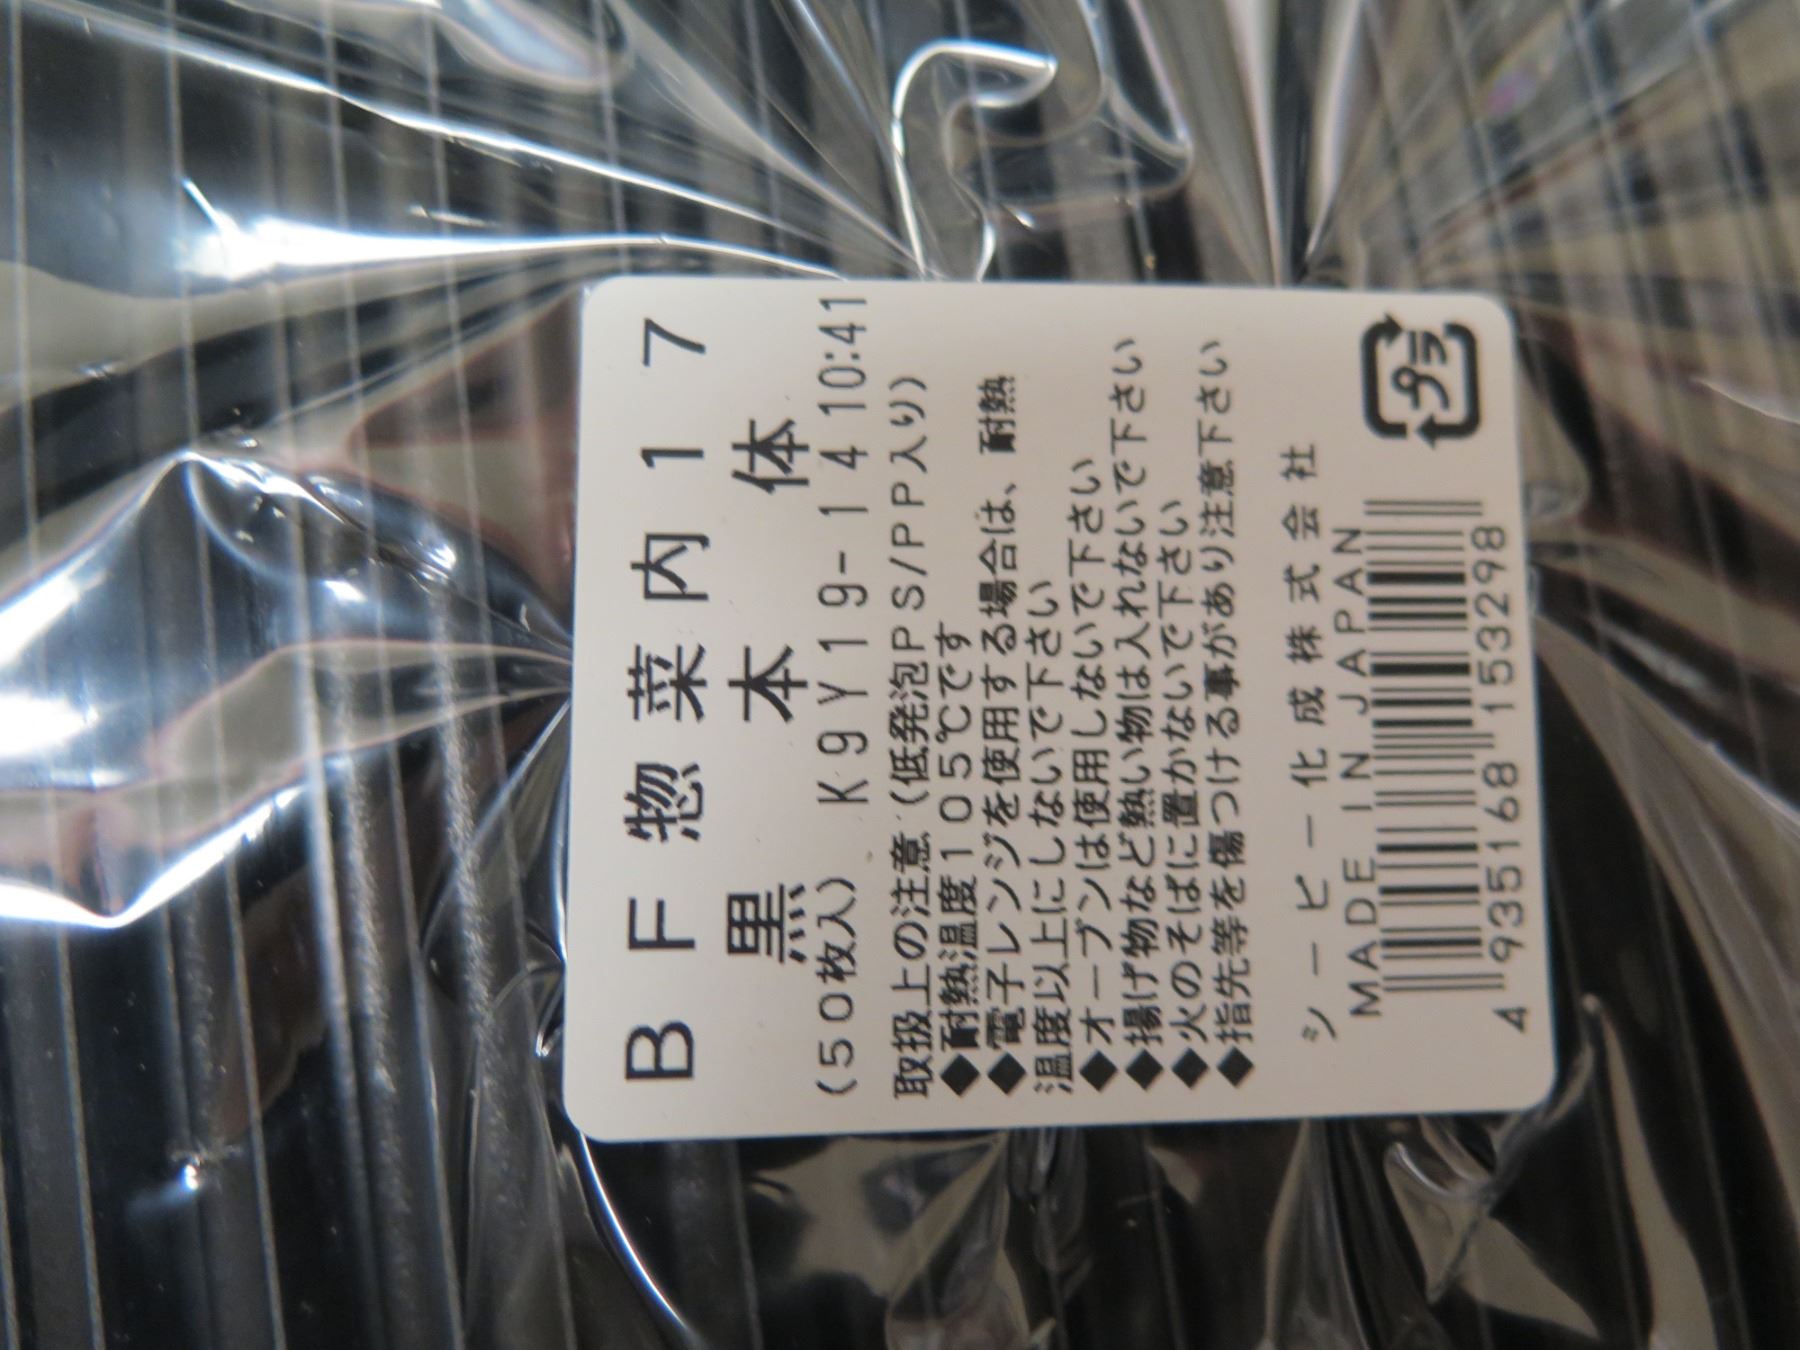 BF惣菜内17
黒本体
(50枚入) K9Y19-14 10:41
取扱上の注意(低発泡PS/PP入り)
◆耐熱温度105℃です
◆電子レンジを使用する場合は、耐熱
温度以上にしないで下さい
◆オーブンは使用しないで下さい
◆揚げ物など熱い物は入れないで下さい
◆火のそばに置かないで下さい
◆指先等を傷つける事があり注意下さい
シーピー化成株式会社
MADE IN JAPAN
プラ
4935168153298